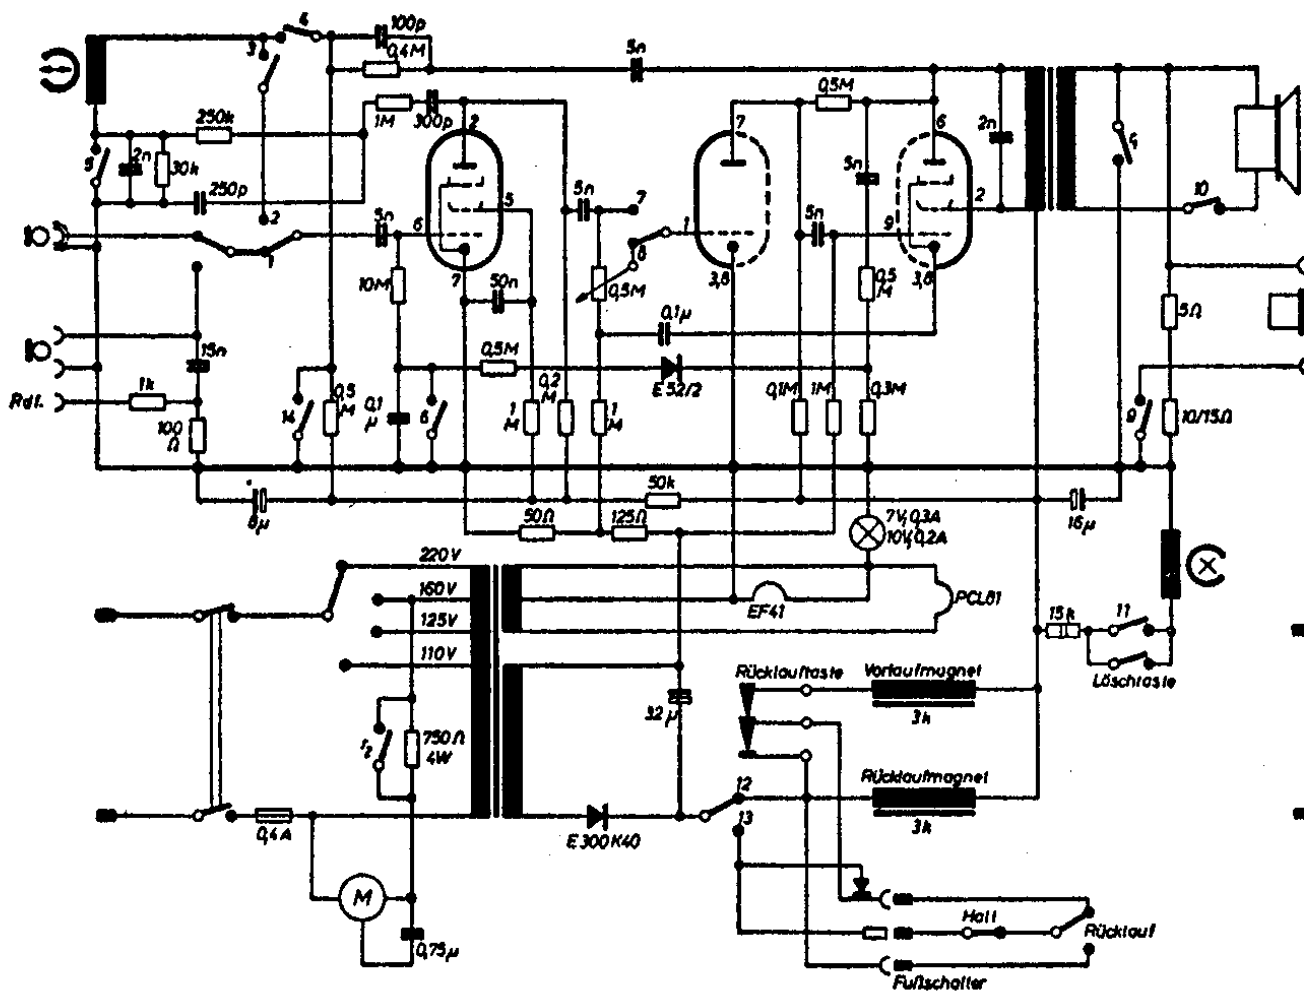 4
100p
0,4M
3
5n
0,5M
7
6
2n
4
1M
300p
2
250k
5
2n
30k
250p
5n
5
5n
7
5n
2
10
2
1
5n
6
8
1
9
10M
7
50n
0,5M
3,8
0,5
M
3,8
5Ω
15n
0,1µ
0,5M
E 52/2
Rdf.
1k
100
Ω
14
0,5
M
0,1
µ
6
1
M
0,2
M
1
M
0,1M
1M
0,3M
9
10/15Ω
8µ
50k
16µ
50Ω
125Ω
7V, 0,3A
10V, 0,2A
220V
160V
125V
110V
EF41
PCL81
15k
11
Löschtaste
Rücklauftaste
Vorlaufmagnet
3k
32µ
750Ω
4W
12
13
Rücklaufmagnet
3k
0,4A
E 300 K40
M
0,75µ
Halt
Rücklauf
Fußschalter